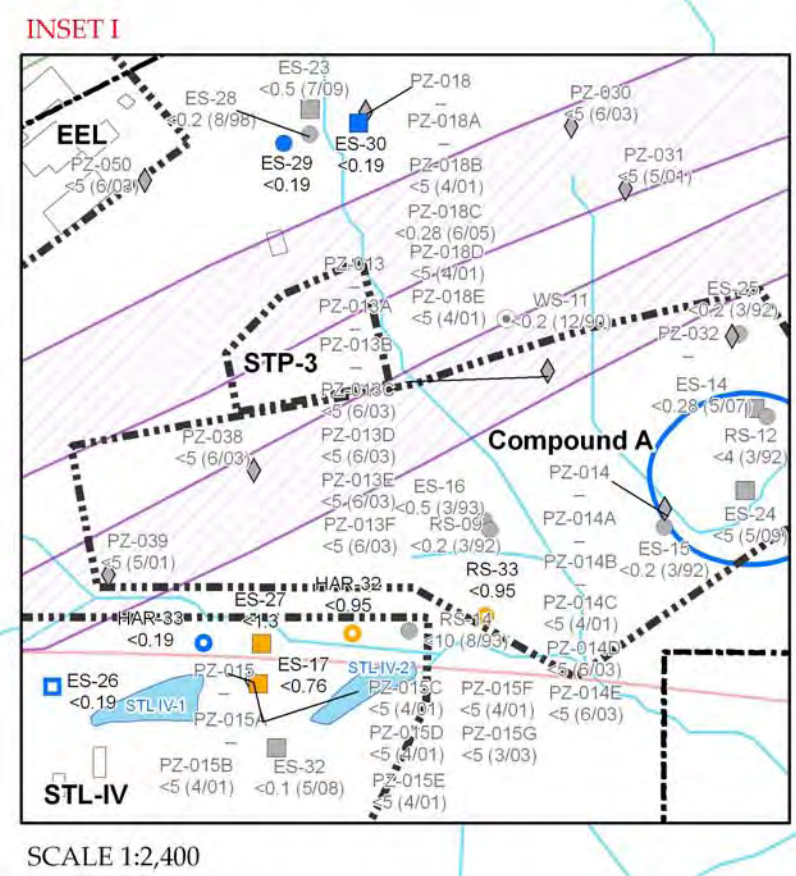 INSET I
ES-23
<0.5 (7/09)
PZ-018
–
PZ-018A
–
PZ-018B
<5 (4/01)
PZ-018C
<0.28 (6/05)
PZ-018D
<5 (4/01)
PZ-018E
<5 (4/01)
ES-28
<0.2 (8/98)
PZ-030
<5 (6/03)
EEL
ES-29
<0.19
ES-30
<0.19
PZ-050
<5 (6/03)
PZ-031
<5 (5/01)
PZ-013
–
PZ-013A
–
PZ-013B
–
PZ-013C
<5 (6/03)
PZ-013D
<5 (6/03)
PZ-013E
<5 (6/03)
PZ-013F
<5 (6/03)
WS-11
<0.2 (12/90)
ES-25
<0.2 (3/92)
PZ-032
–
STP-3
ES-14
<0.28 (5/07)
RS-12
<4 (3/92)
PZ-038
<5 (6/03)
Compound A
PZ-014
–
PZ-014A
–
PZ-014B
–
PZ-014C
<5 (4/01)
PZ-014D
<5 (6/03)
PZ-014E
<5 (6/03)
ES-16
<0.5 (3/93)
RS-09
<0.2 (3/92)
ES-24
<5 (5/09)
ES-15
<0.2 (3/92)
PZ-039
<5 (5/01)
RS-33
<0.95
HAR-32
<0.95
ES-27
<1.3
HAR-33
<0.19
RS-14
<10 (8/93)
ES-26
<0.19
ES-17
<0.76
STL-IV-1
STL-IV-2
PZ-015
–
PZ-015A
–
PZ-015B
<5 (4/01)
PZ-015C
<5 (4/01)
PZ-015D
<5 (4/01)
PZ-015E
<5 (4/01)
PZ-015F
<5 (4/01)
PZ-015G
<5 (3/03)
ES-32
<0.1 (5/08)
STL-IV
SCALE 1:2,400